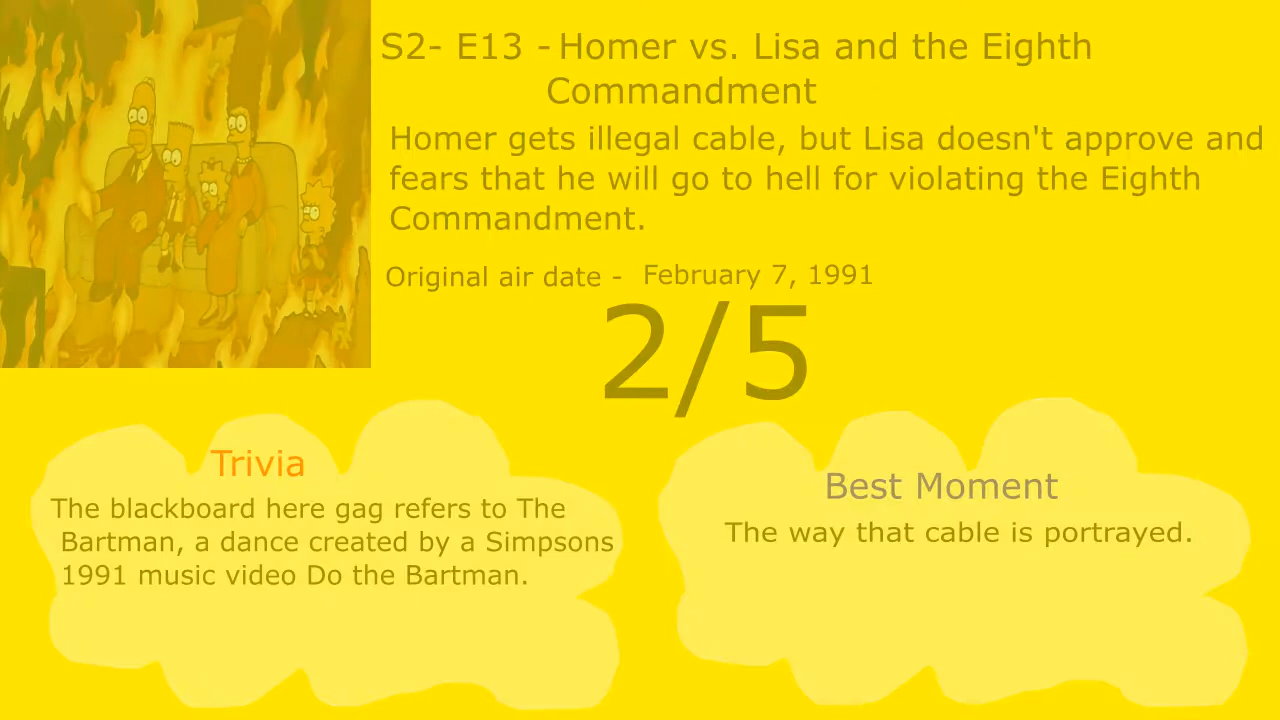 S2- E13 - Homer vs. Lisa and the Eighth
Commandment
Homer gets illegal cable, but Lisa doesn't approve and
fears that he will go to hell for violating the Eighth
Commandment.
Original air date - February 7, 1991
2/5
Trivia
The blackboard here gag refers to The
Bartman, a dance created by a Simpsons
1991 music video Do the Bartman.
Best Moment
The way that cable is portrayed.